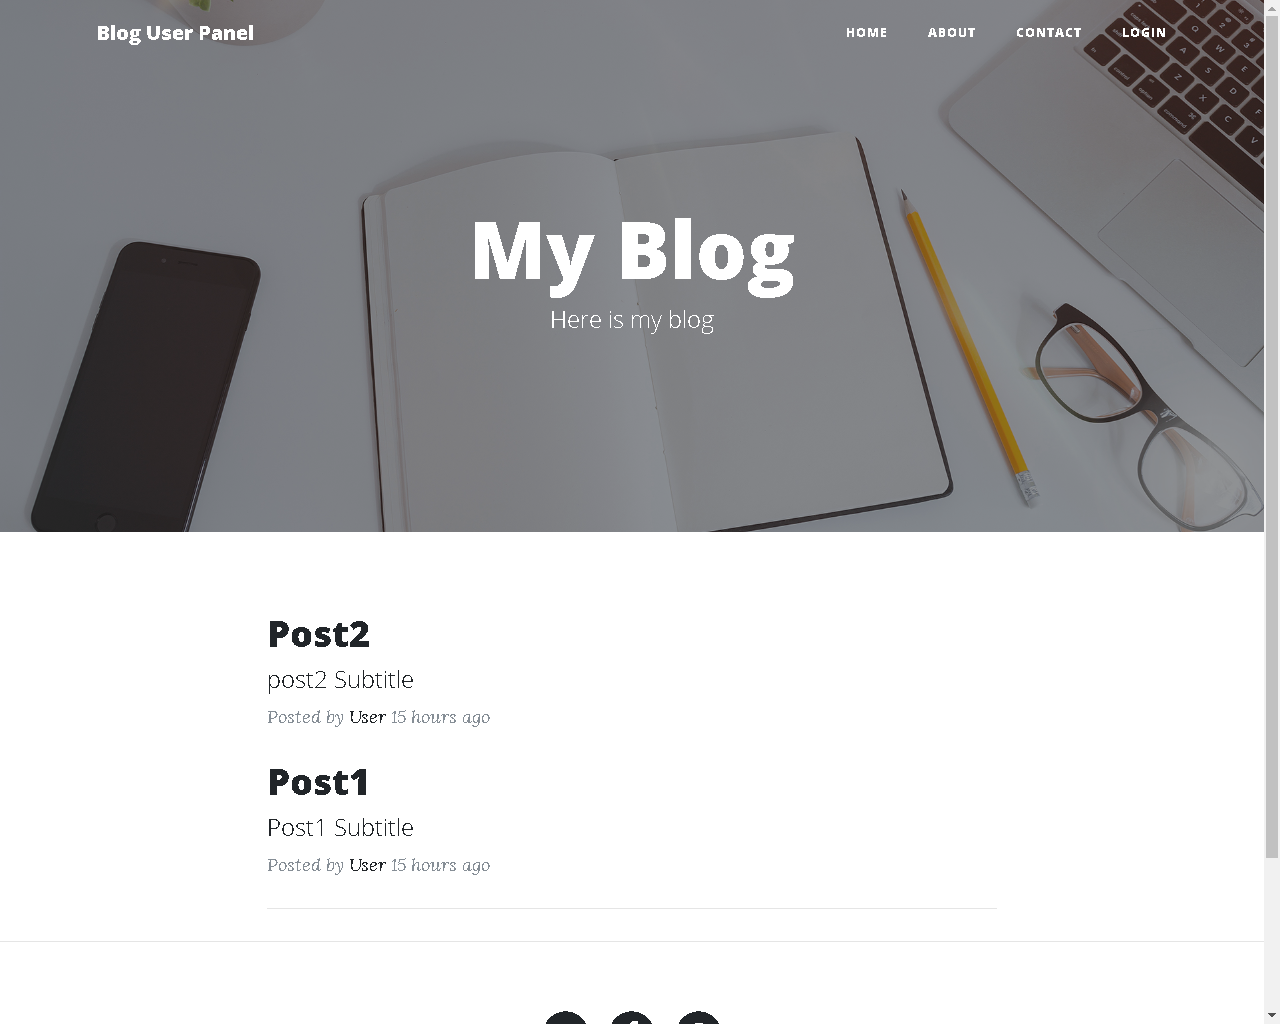 Blog User Panel
HOME ABOUT CONTACT LOGIN
My Blog
Here is my blog
Post2
post2 Subtitle
Posted by User 15 hours ago
Post1
Post1 Subtitle
Posted by User 15 hours ago